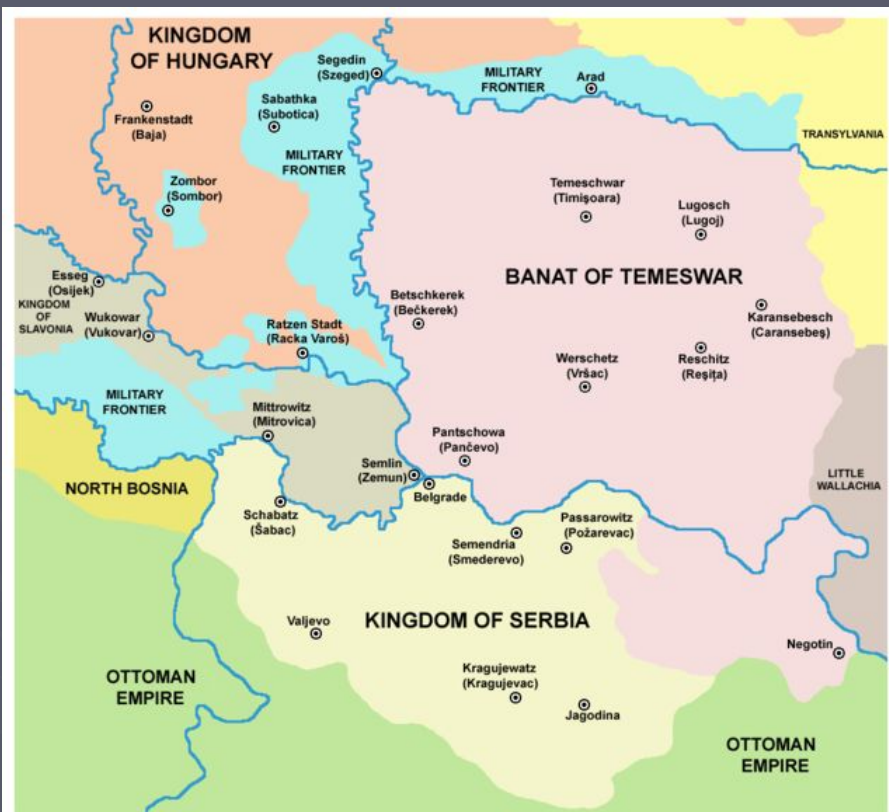 KINGDOM
OF HUNGARY
Segedin
(Szeged)
MILITARY
FRONTIER
Arad
Frankenstadt
(Baja)
Sabathka
(Subotica)
MILITARY
FRONTIER
TRANSYLVANIA
Zombor
(Sombor)
Temeschwar
(Timişoara)
Lugosch
(Lugoj)
BANAT OF TEMESWAR
Esseg
(Osijek)
KINGDOM
OF
SLAVONIA
Wukowar
(Vukovar)
Ratzen Stadt
(Racka Varoš)
Betschkerek
(Bečkerek)
Karansebesch
(Caransebeş)
Werschetz
(Vršac)
Reschitz
(Reşiţa)
MILITARY
FRONTIER
Mittrowitz
(Mitrovica)
Pantschowa
(Pančevo)
Semlin
(Zemun)
Belgrade
LITTLE
WALLACHIA
NORTH BOSNIA
Schabatz
(Šabac)
Semendria
(Smederevo)
Passarowitz
(Požarevac)
Valjevo
KINGDOM OF SERBIA
Negotin
OTTOMAN
EMPIRE
Kragujewatz
(Kragujevac)
Jagodina
OTTOMAN
EMPIRE